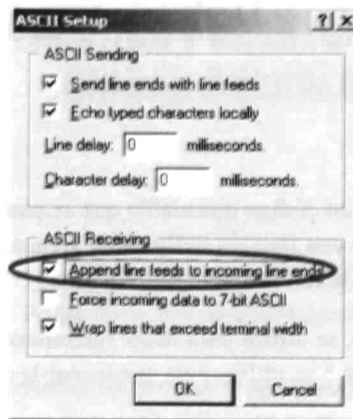 ASCII Setup
ASCII Sending
Send line ends with line feeds
Echo typed characters locally
Line delay: 0 milliseconds.
Character delay: 0 milliseconds.
ASCII Receiving
Append line feeds to incoming line ends
Force incoming data to 7-bit ASCII
Wrap lines that exceed terminal width
OK Cancel